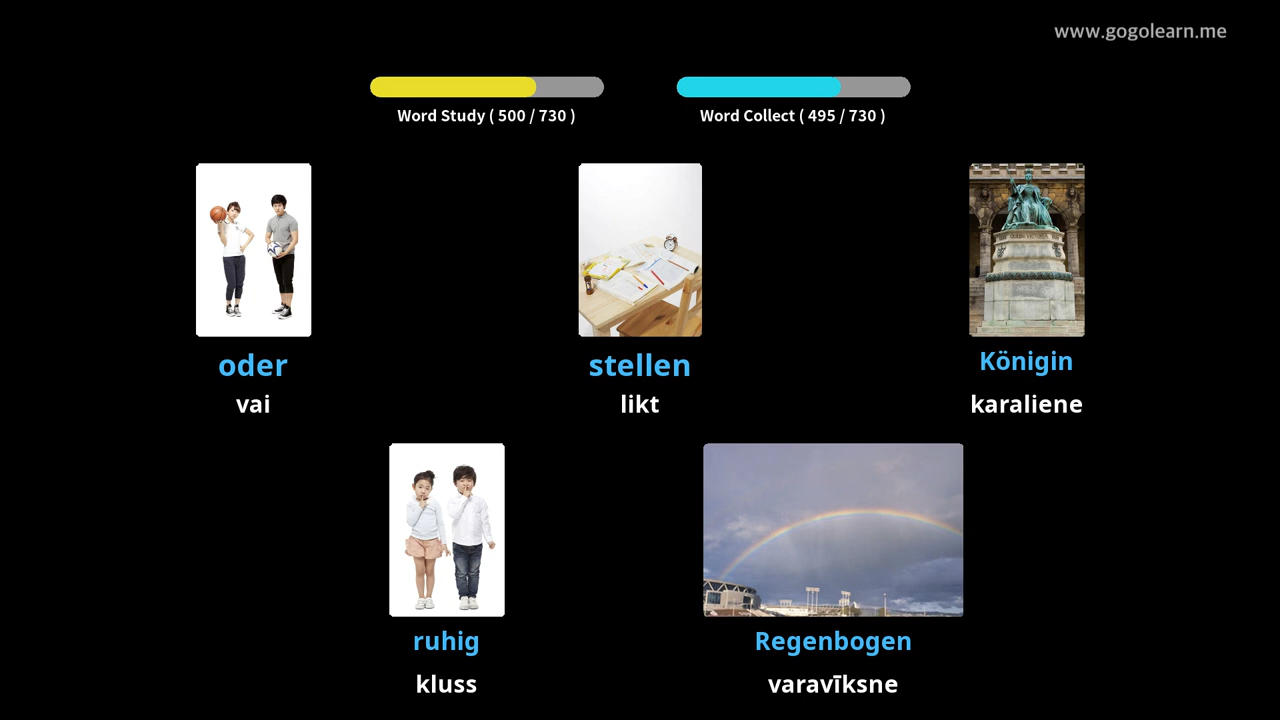 www.gogolearn.me
Word Study ( 500 / 730 )
Word Collect ( 495 / 730 )
oder
vai
stellen
likt
Königin
karaliene
ruhig
kluss
Regenbogen
varavīksne